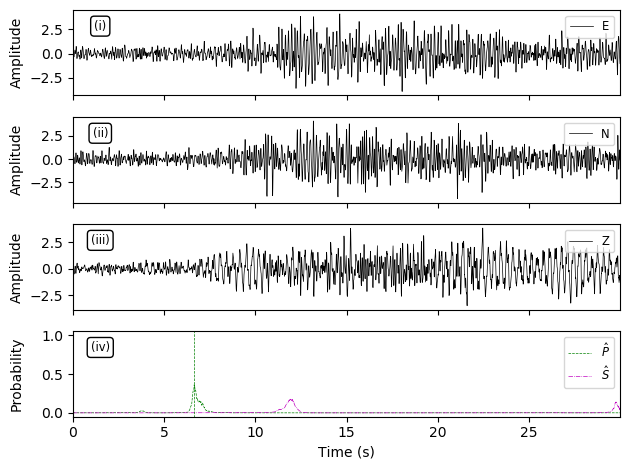 (i)
E
Amplitude
2.5
0.0
−2.5
(ii)
N
Amplitude
2.5
0.0
−2.5
(iii)
Z
Amplitude
2.5
0.0
−2.5
(iv)
P̂
Ŝ
Probability
1.0
0.5
0.0
0 5 10 15 20 25
Time (s)